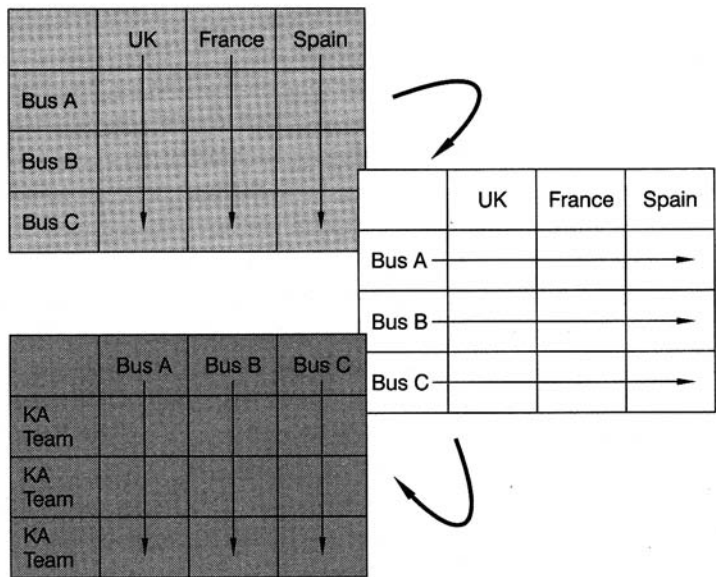 UK France Spain
Bus A
Bus B
Bus C
UK France Spain
Bus A
Bus B
Bus C
Bus A Bus B Bus C
KA
Team
KA
Team
KA
Team